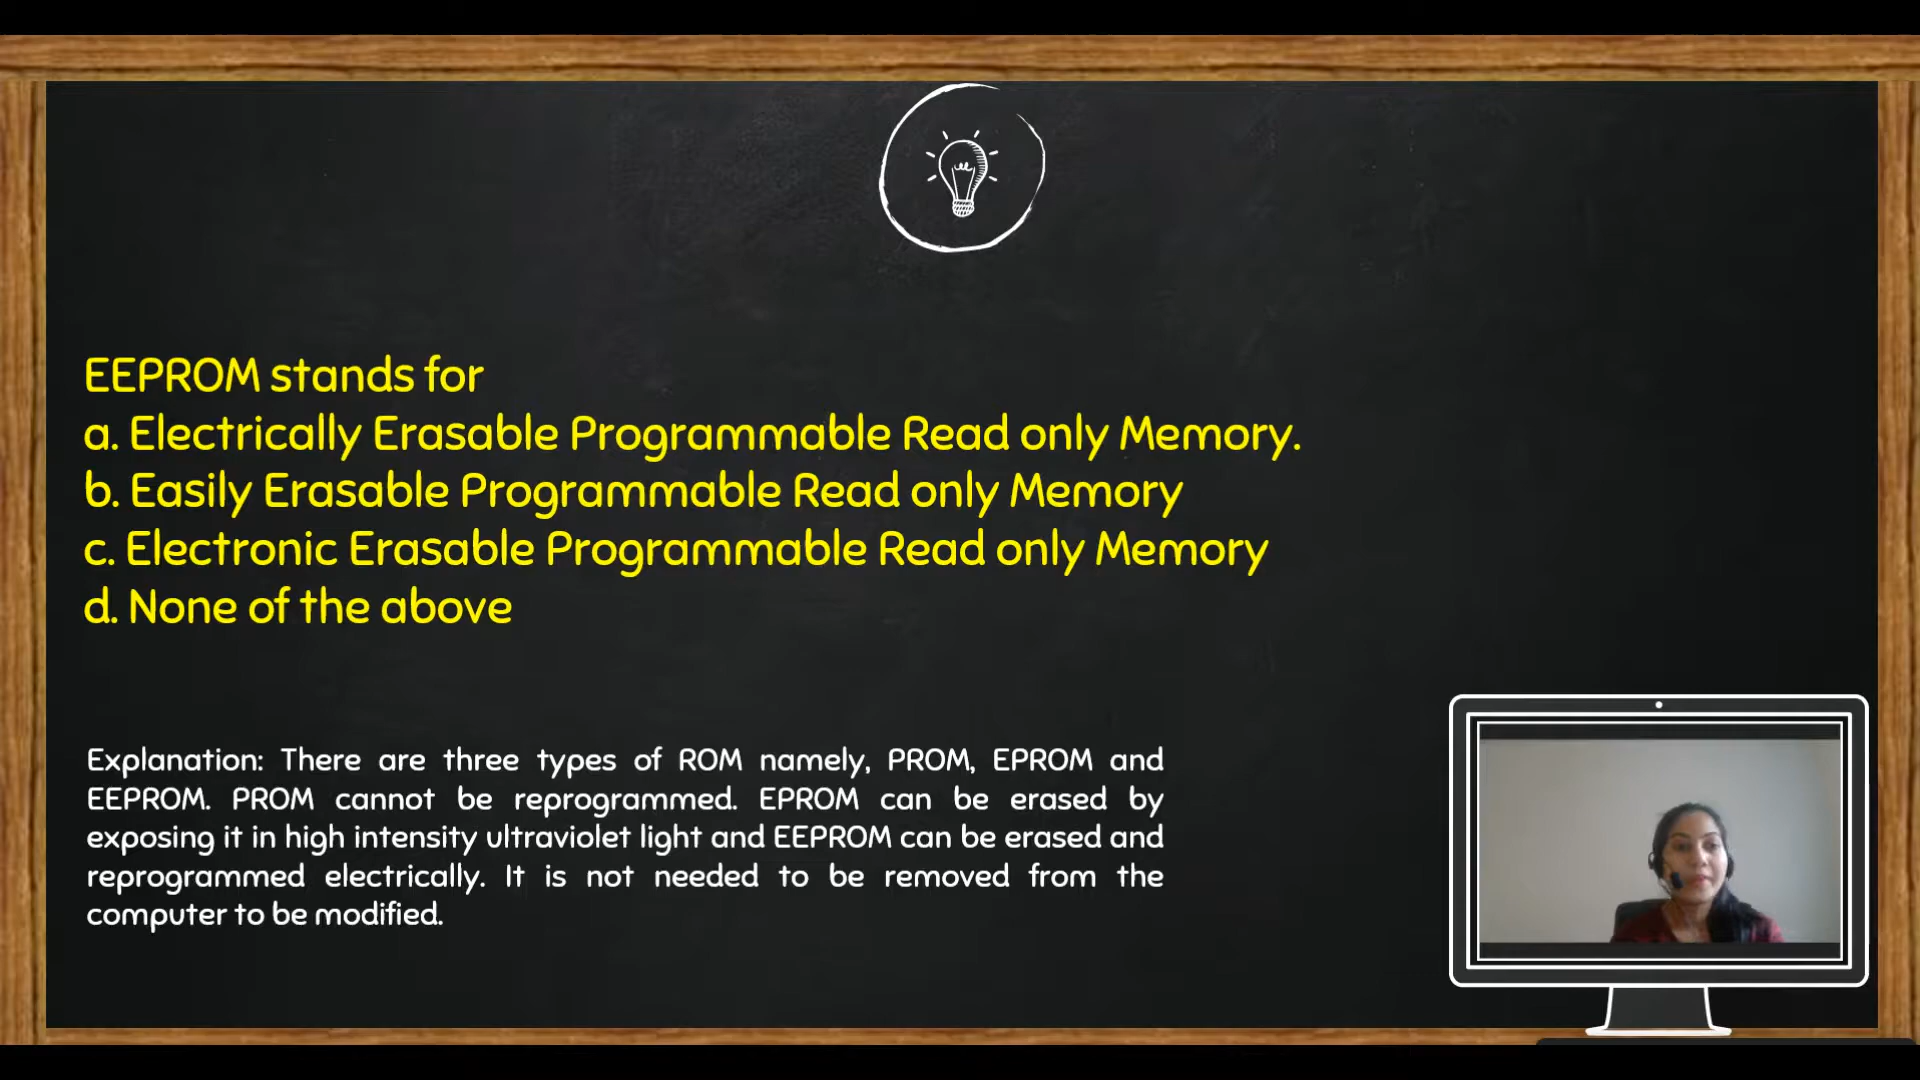 EEPROM stands for
a. Electrically Erasable Programmable Read only Memory.
b. Easily Erasable Programmable Read only Memory
c. Electronic Erasable Programmable Read only Memory
d. None of the above
Explanation: There are three types of ROM namely, PROM, EPROM and
EEPROM. PROM cannot be reprogrammed. EPROM can be erased by
exposing it in high intensity ultraviolet light and EEPROM can be erased and
reprogrammed electrically. It is not needed to be removed from the
computer to be modified.